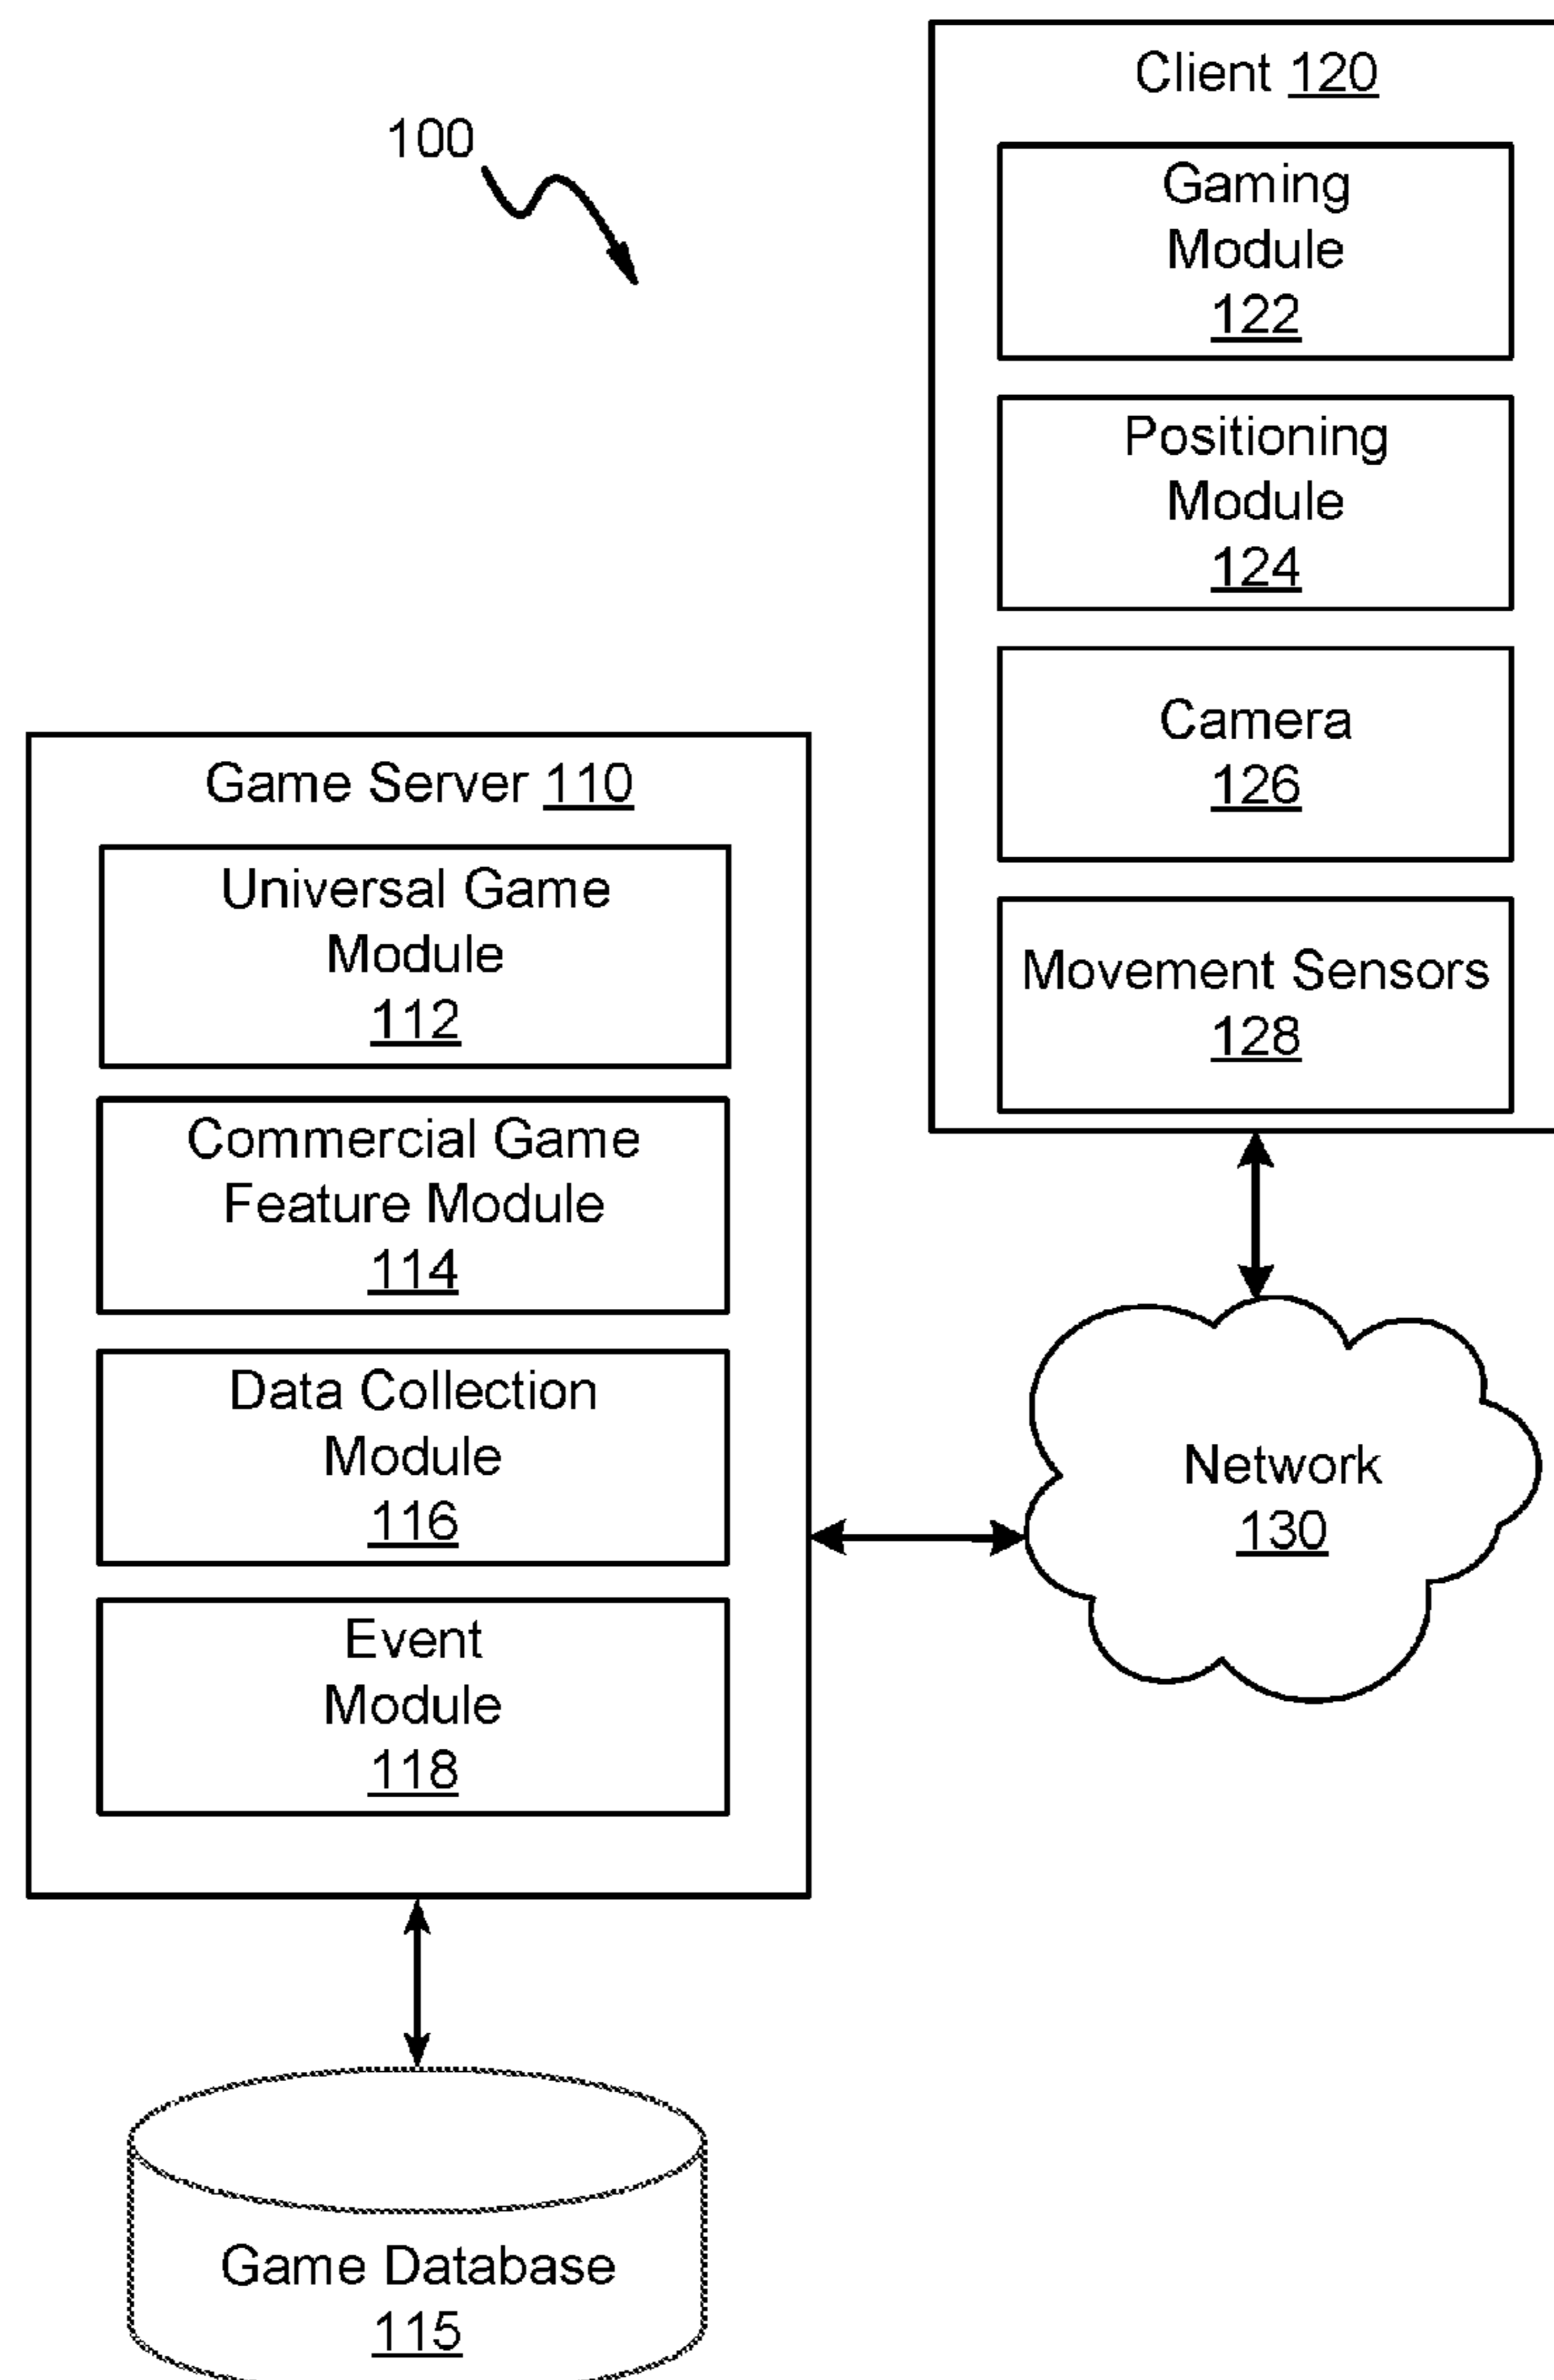 100
Client 120
Gaming
Module
122
Positioning
Module
124
Camera
126
Movement Sensors
128
Game Server 110
Universal Game
Module
112
Commercial Game
Feature Module
114
Data Collection
Module
116
Event
Module
118
Network
130
Game Database
115